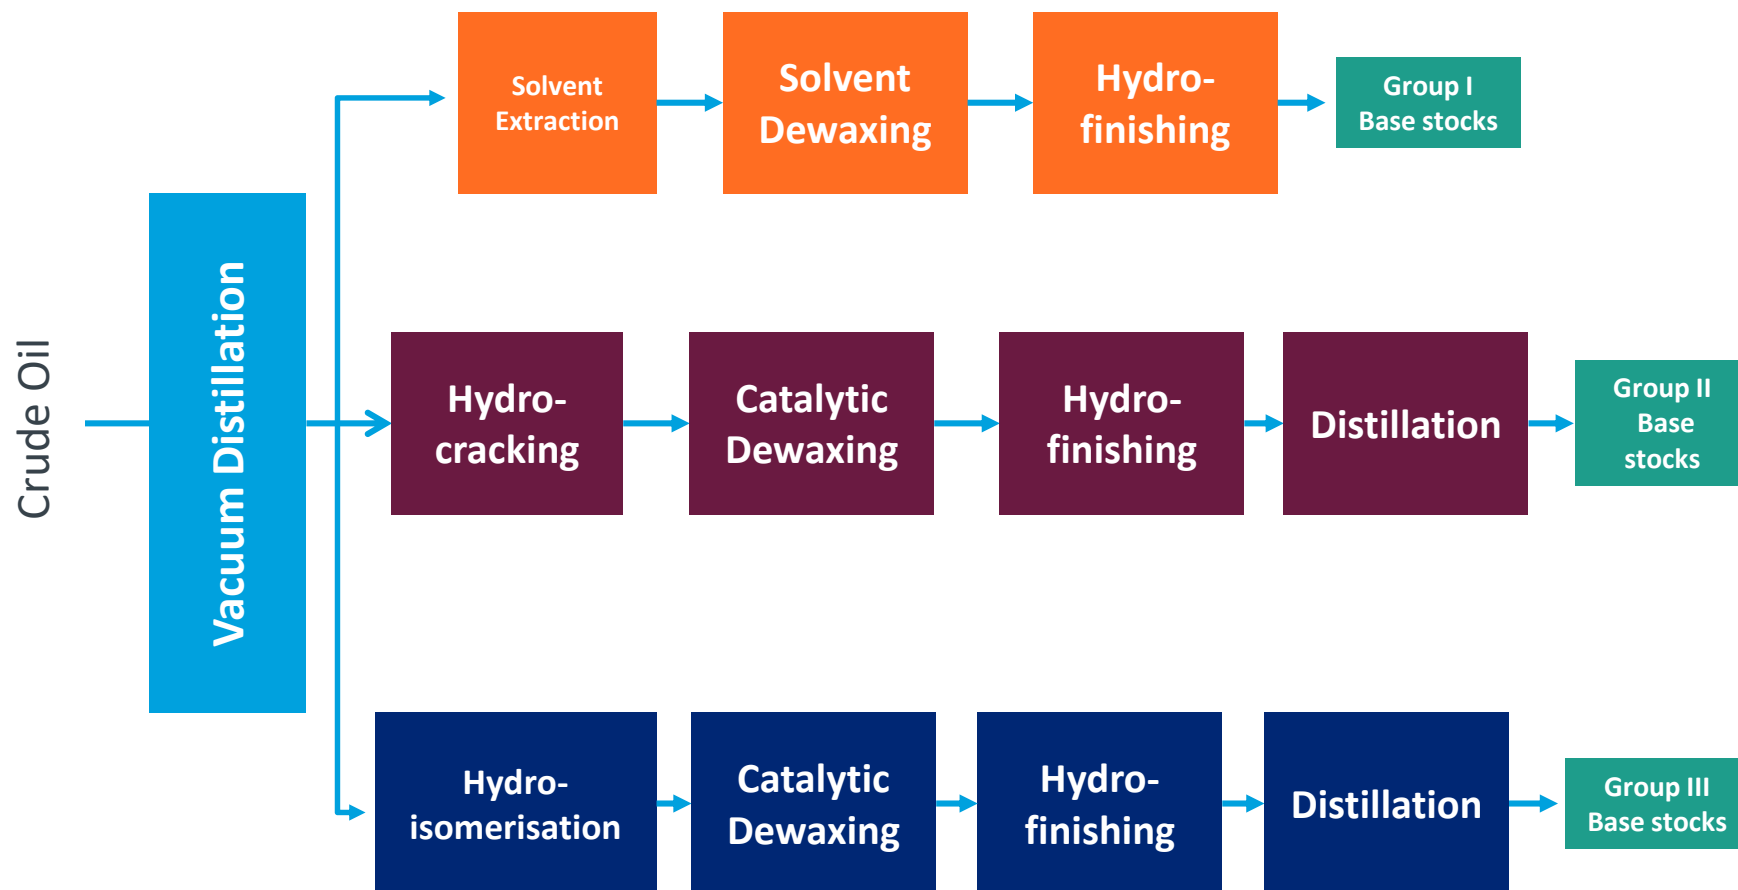 Crude Oil
Vacuum Distillation
Solvent
Extraction
Solvent
Dewaxing
Hydro-
finishing
Group I
Base stocks
Hydro-
cracking
Catalytic
Dewaxing
Hydro-
finishing
Distillation
Group II
Base
stocks
Hydro-
isomerisation
Catalytic
Dewaxing
Hydro-
finishing
Distillation
Group III
Base stocks